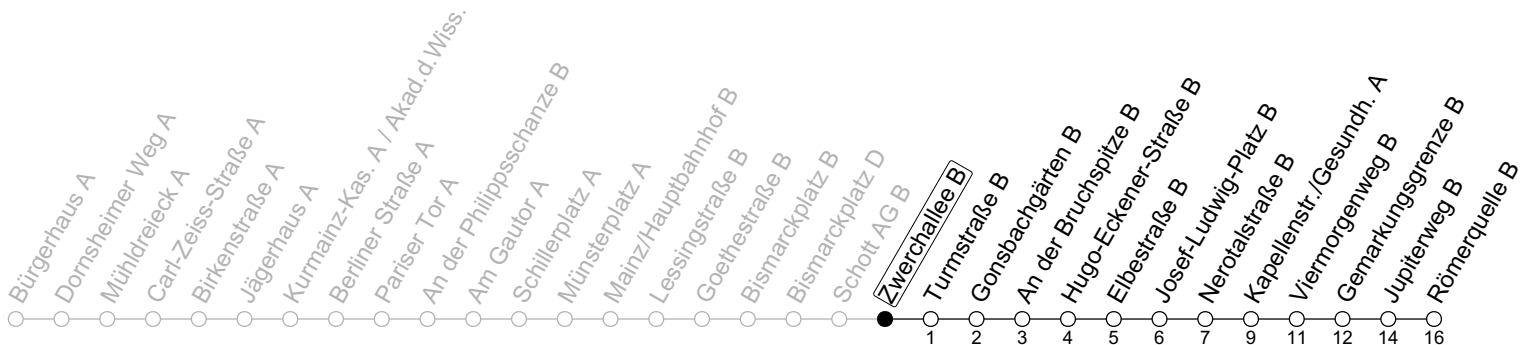 Bürgerhaus A
Dornsheimer Weg A
Mühldreieck A
Carl-Zeiss-Straße A
Birkenstraße A
Jägerhaus A
Kurmainz-Kas. A / Akad.d.Wiss.
Berliner Straße A
Pariser Tor A
An der Philippsschanze B
Am Gautor A
Schillerplatz A
Münsterplatz A
Mainz/Hauptbahnhof B
Lessingstraße B
Goethestraße B
Bismarckplatz B
Bismarckplatz D
Schott AG B
Zwerchallee B
Turmstraße B
Gonsbachgärten B
An der Bruchspitze B
Hugo-Eckener-Straße B
Elbestraße B
Josef-Ludwig-Platz B
Nerotalstraße B
Kapellenstr./Gesundh. A
Viermorgenweg B
Gemarkungsgrenze B
Jupiterweg B
Römerquelle B
1 2 3 4 5 6 7 9 11 12 14 16